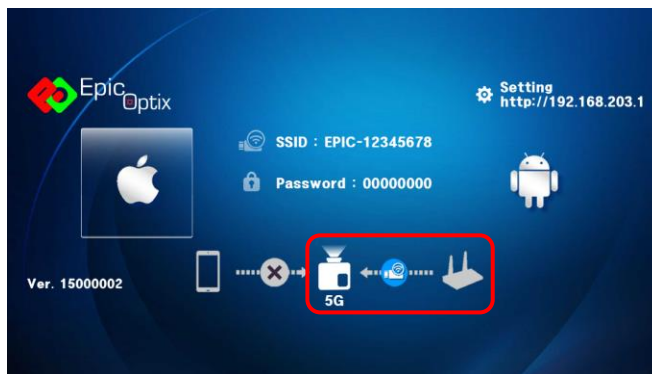 Epic Optix
Setting
http://192.168.203.1
SSID : EPIC-12345678
Password : 00000000
Ver. 15000002
5G